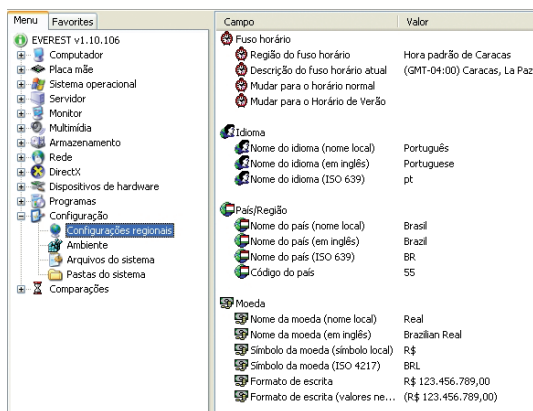 Menu Favorites
EVEREST v1.10.106
Computador
Placa mãe
Sistema operacional
Servidor
Monitor
Multimídia
Armazenamento
Rede
DirectX
Dispositivos de hardware
Programas
Configuração
Configurações regionais
Ambiente
Arquivos do sistema
Pastas do sistema
Comparações
Campo Valor
Fuso horário
Região do fuso horário Hora padrão de Caracas
Descrição do fuso horário atual (GMT-04:00) Caracas, La Paz
Mudar para o horário normal
Mudar para o Horário de Verão
Idioma
Nome do idioma (nome local) Português
Nome do idioma (em inglês) Portuguese
Nome do idioma (ISO 639) pt
País/Região
Nome do país (nome local) Brasil
Nome do país (em inglês) Brazil
Nome do país (ISO 639) BR
Código do país 55
Moeda
Nome da moeda (nome local) Real
Nome da moeda (em inglês) Brazilian Real
Símbolo da moeda (símbolo local) R$
Símbolo da moeda (ISO 4217) BRL
Formato de escrita R$ 123.456.789,00
Formato de escrita (valores ne... (R$ 123.456.789,00)